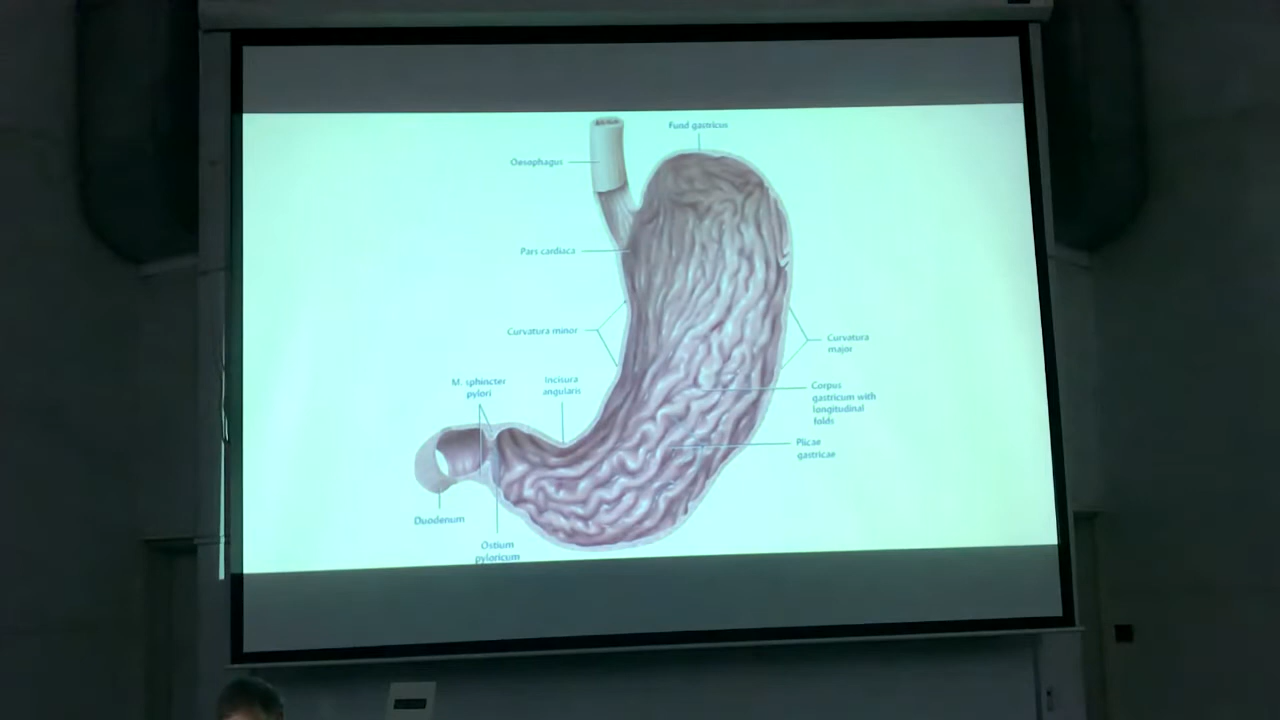 Fund gastricus
Oesophagus
Pars cardiaca
Curvatura minor
Curvatura
major
M. sphincter
pylori
Incisura
angularis
Corpus
gastricum with
longitudinal
folds
Plicae
gastricae
Duodenum
Ostium
pyloricum